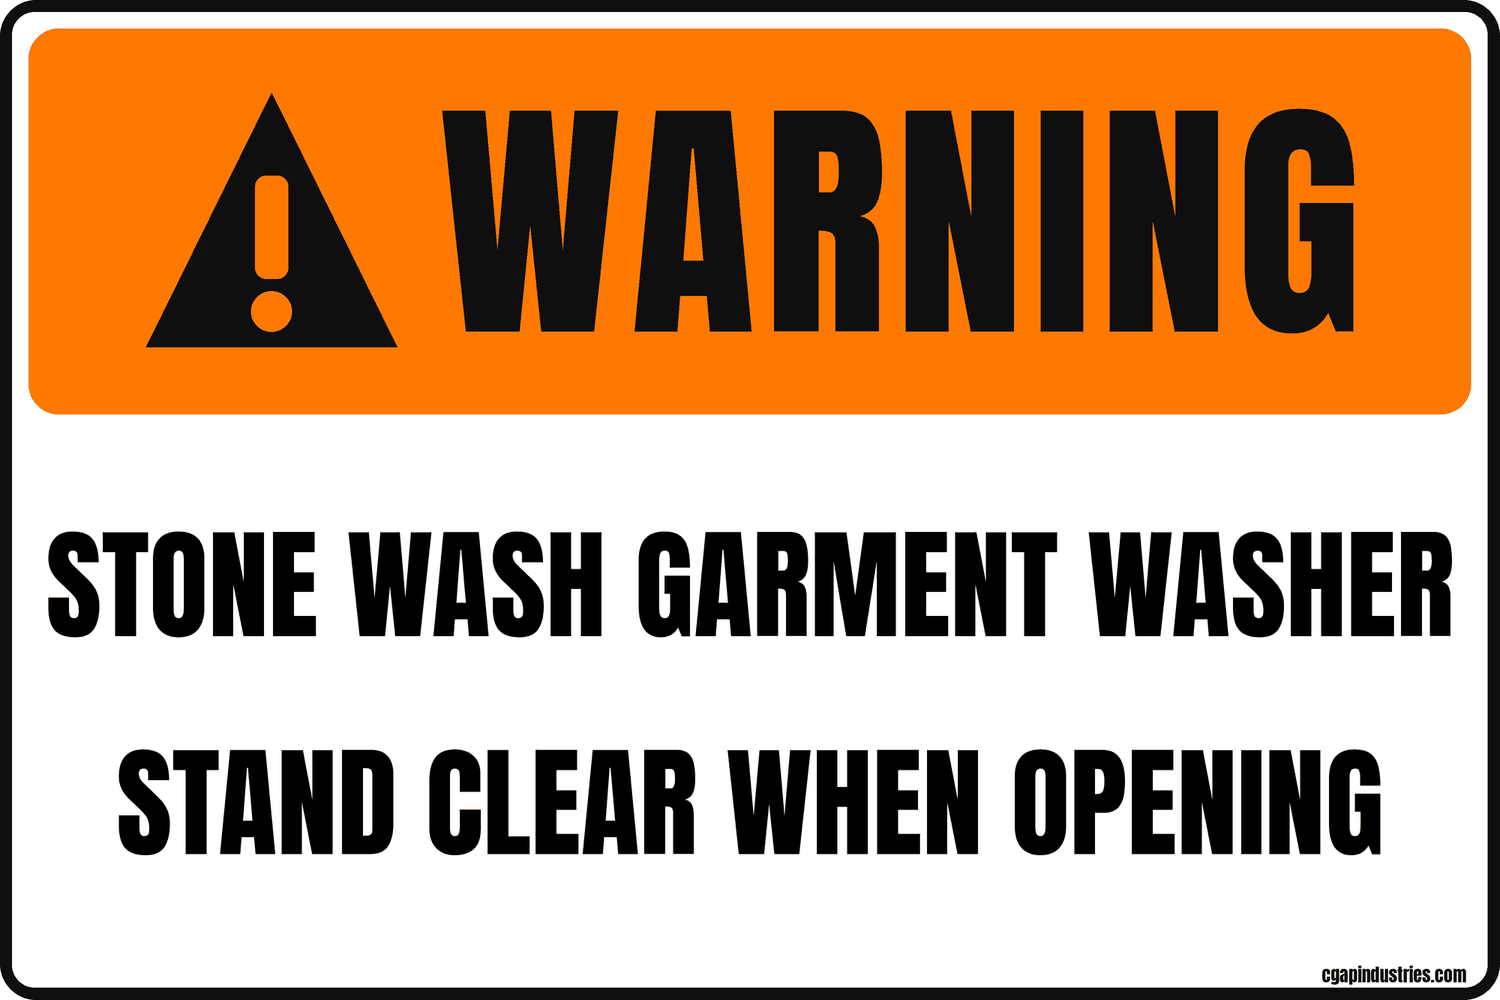 WARNING
STONE WASH GARMENT WASHER
STAND CLEAR WHEN OPENING
cgapindustries.com